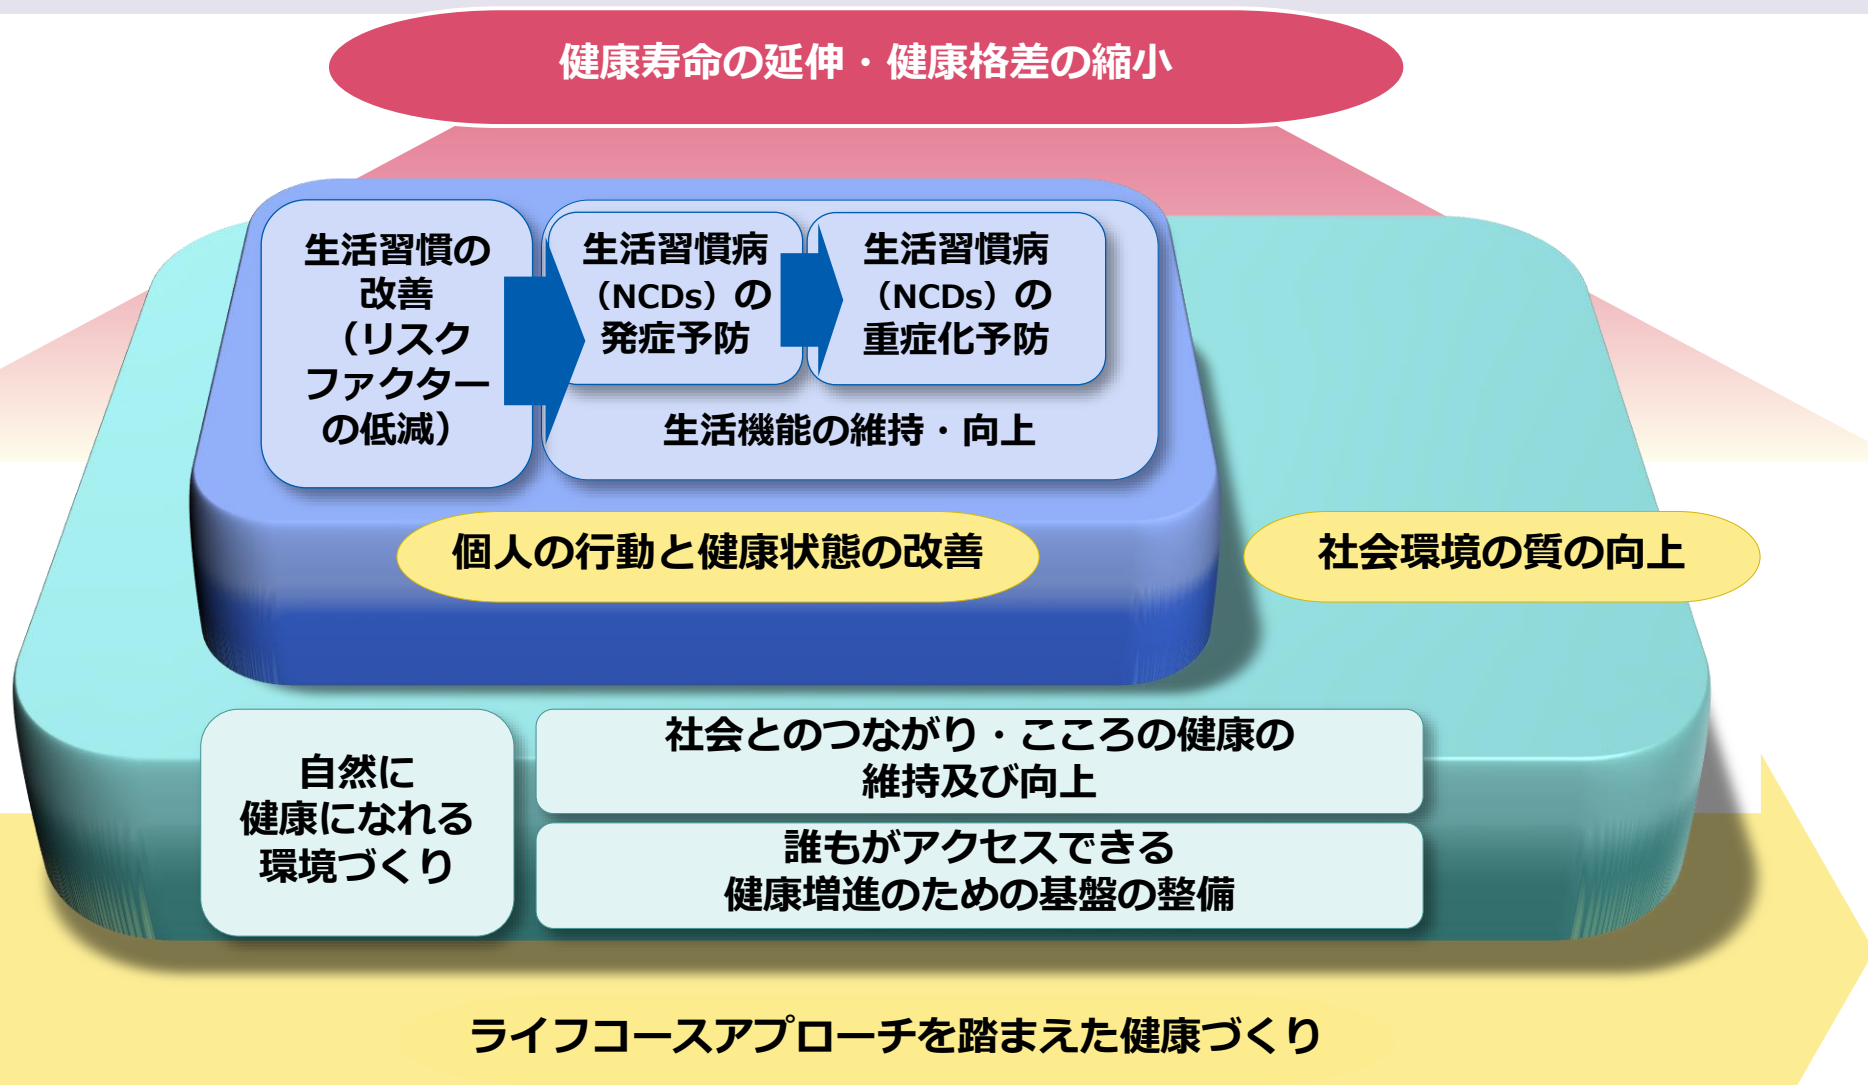 健康寿命の延伸・健康格差の縮小
生活習慣の
改善
（リスク
ファクター
の低減）
生活習慣病
（NCDs）の
発症予防
生活習慣病
（NCDs）の
重症化予防
生活機能の維持・向上
個人の行動と健康状態の改善
社会環境の質の向上
自然に
健康になれる
環境づくり
社会とのつながり・こころの健康の
維持及び向上
誰もがアクセスできる
健康増進のための基盤の整備
ライフコースアプローチを踏まえた健康づくり